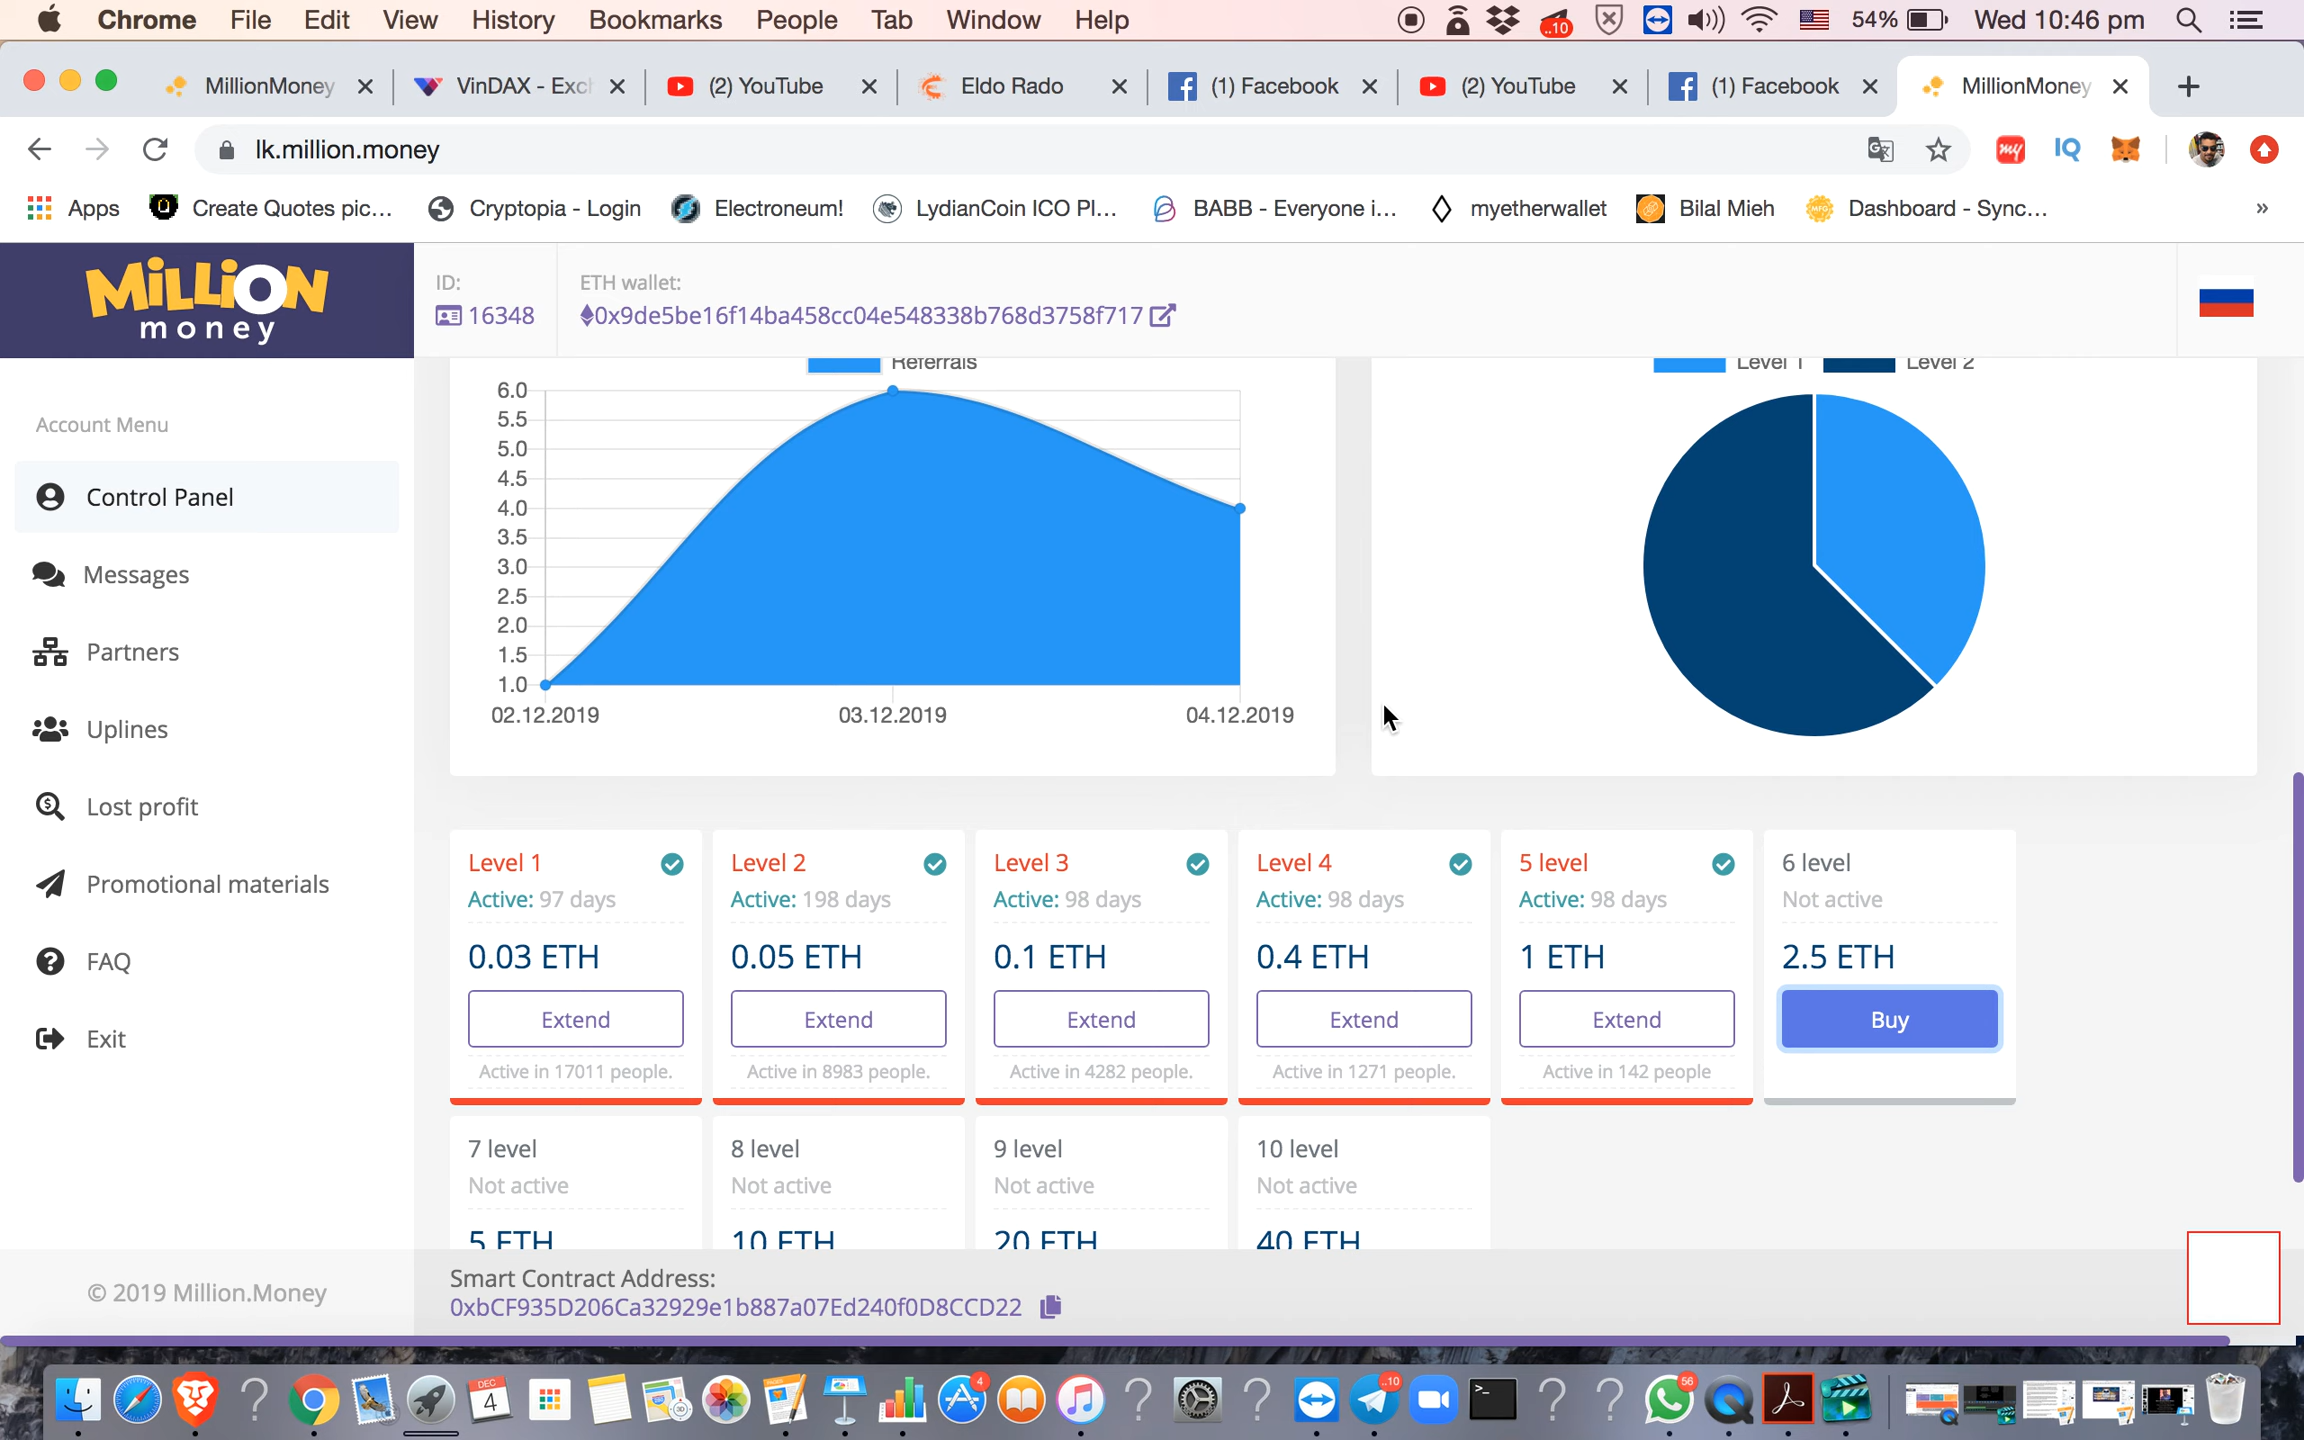 Chrome File Edit View History Bookmarks People Tab Window Help ..10 54% Wed 10:46 pm
MillionMoney VinDAX - Exch (2) YouTube Eldo Rado (1) Facebook (2) YouTube (1) Facebook MillionMoney
lk.million.money my IQ
Apps Create Quotes pic... Cryptopia - Login Electroneum! LydianCoin ICO Pl... BABB - Everyone i... myetherwallet Bilal Mieh Dashboard - Sync... »
MiLLiON
money
ID:
16348
ETH wallet:
0x9de5be16f14ba458cc04e548338b768d3758f717
Account Menu
Control Panel
Messages
Partners
Uplines
Lost profit
Promotional materials
FAQ
Exit
Referrals
6.0
5.5
5.0
4.5
4.0
3.5
3.0
2.5
2.0
1.5
1.0
02.12.2019 03.12.2019 04.12.2019
Level 1 Level 2
Level 1
Active: 97 days
0.03 ETH
Extend
Active in 17011 people.
Level 2
Active: 198 days
0.05 ETH
Extend
Active in 8983 people.
Level 3
Active: 98 days
0.1 ETH
Extend
Active in 4282 people.
Level 4
Active: 98 days
0.4 ETH
Extend
Active in 1271 people.
5 level
Active: 98 days
1 ETH
Extend
Active in 142 people
6 level
Not active
2.5 ETH
Buy
7 level
Not active
5 ETH
8 level
Not active
10 ETH
9 level
Not active
20 ETH
10 level
Not active
40 ETH
© 2019 Million.Money
Smart Contract Address:
0xbCF935D206Ca32929e1b887a07Ed240f0D8CCD22
DEC
4
4
..10
56